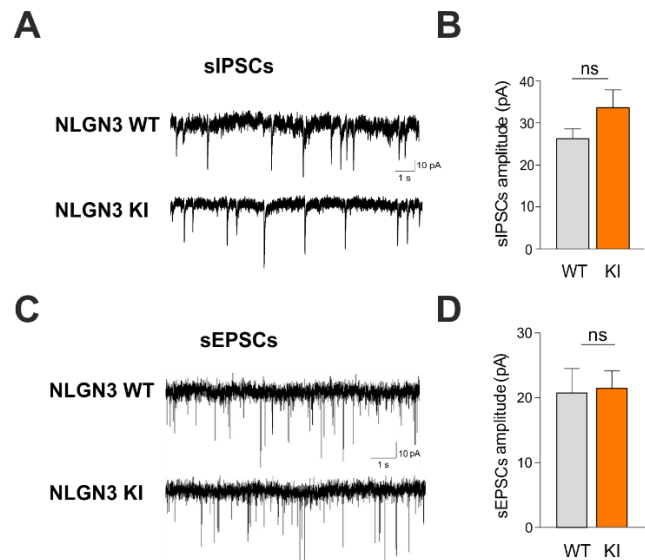 A
sIPSCs
NLGN3 WT
10 pA
1 s
NLGN3 KI
B
ns
sIPSCs amplitude (pA)
40
30
20
10
0
WT KI
C
sEPSCs
NLGN3 WT
10 pA
1 s
NLGN3 KI
D
ns
sEPSCs amplitude (pA)
30
20
10
0
WT KI